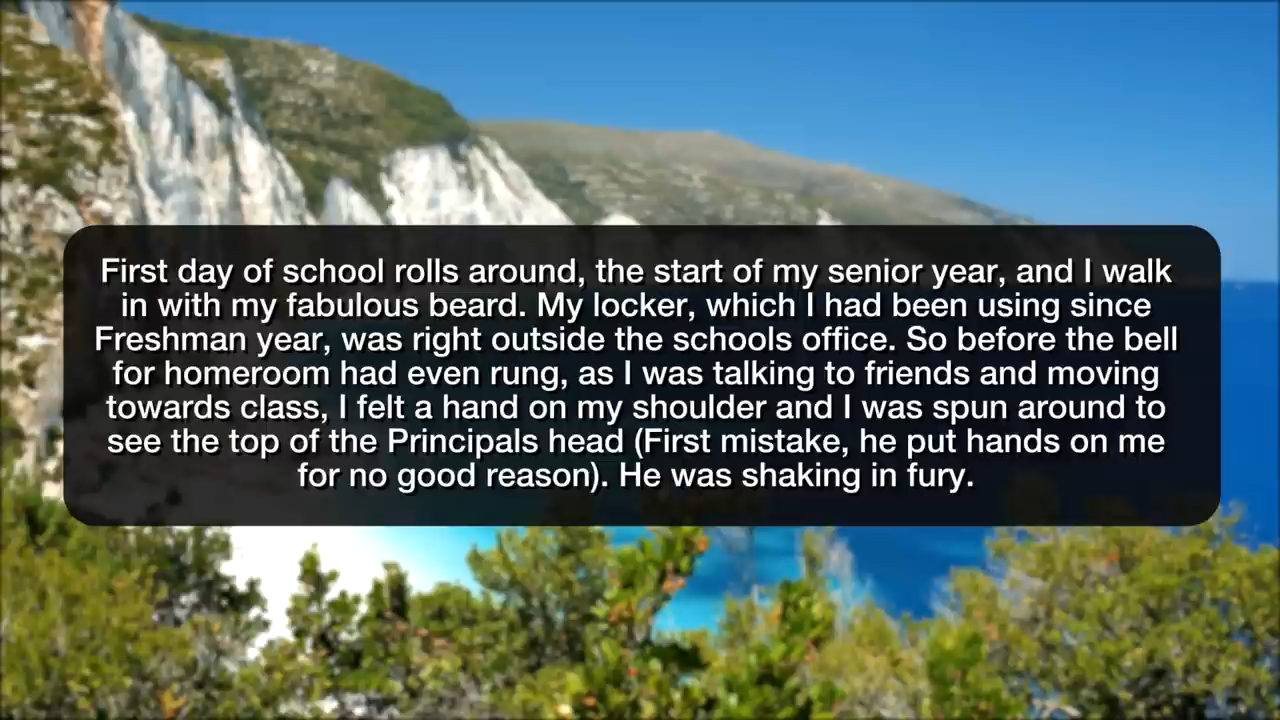 First day of school rolls around, the start of my senior year, and I walk
in with my fabulous beard. My locker, which I had been using since
Freshman year, was right outside the schools office. So before the bell
for homeroom had even rung, as I was talking to friends and moving
towards class, I felt a hand on my shoulder and I was spun around to
see the top of the Principals head (First mistake, he put hands on me
for no good reason). He was shaking in fury.